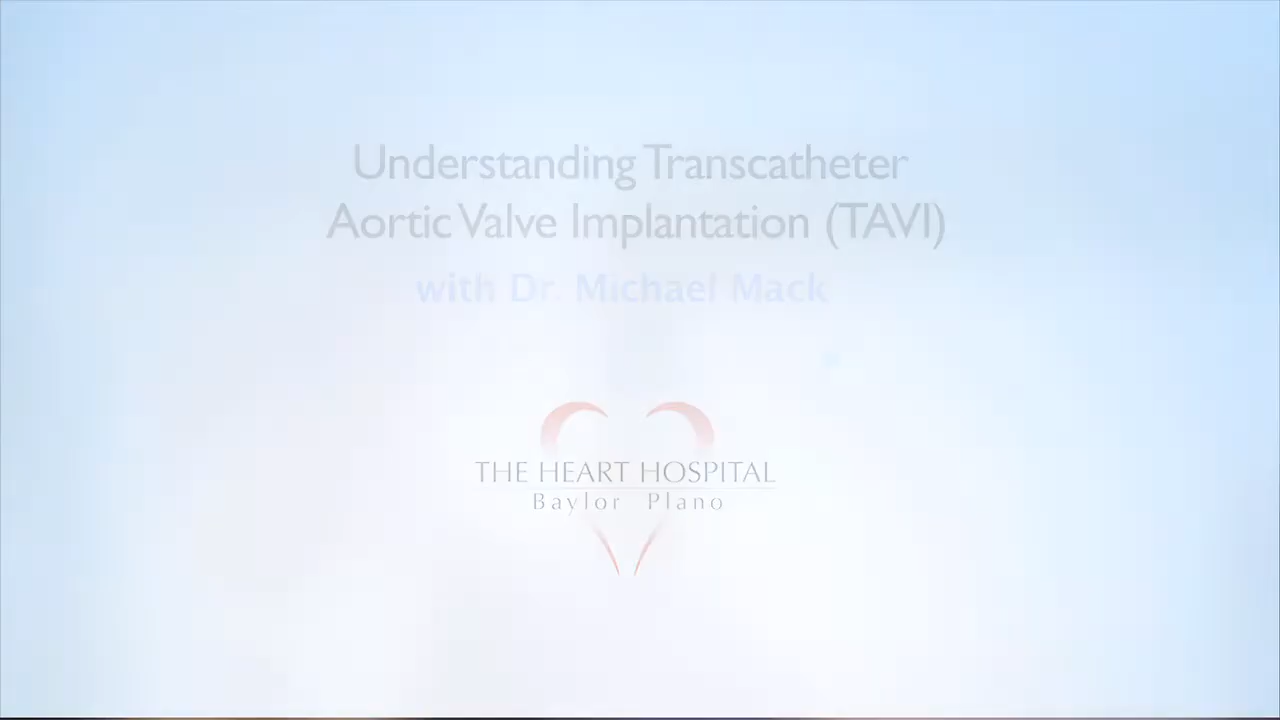 Understanding Transcatheter
Aortic Valve Implantation (TAVI)
with Dr. Michael Mack
THE HEART HOSPITAL
Baylor Plano